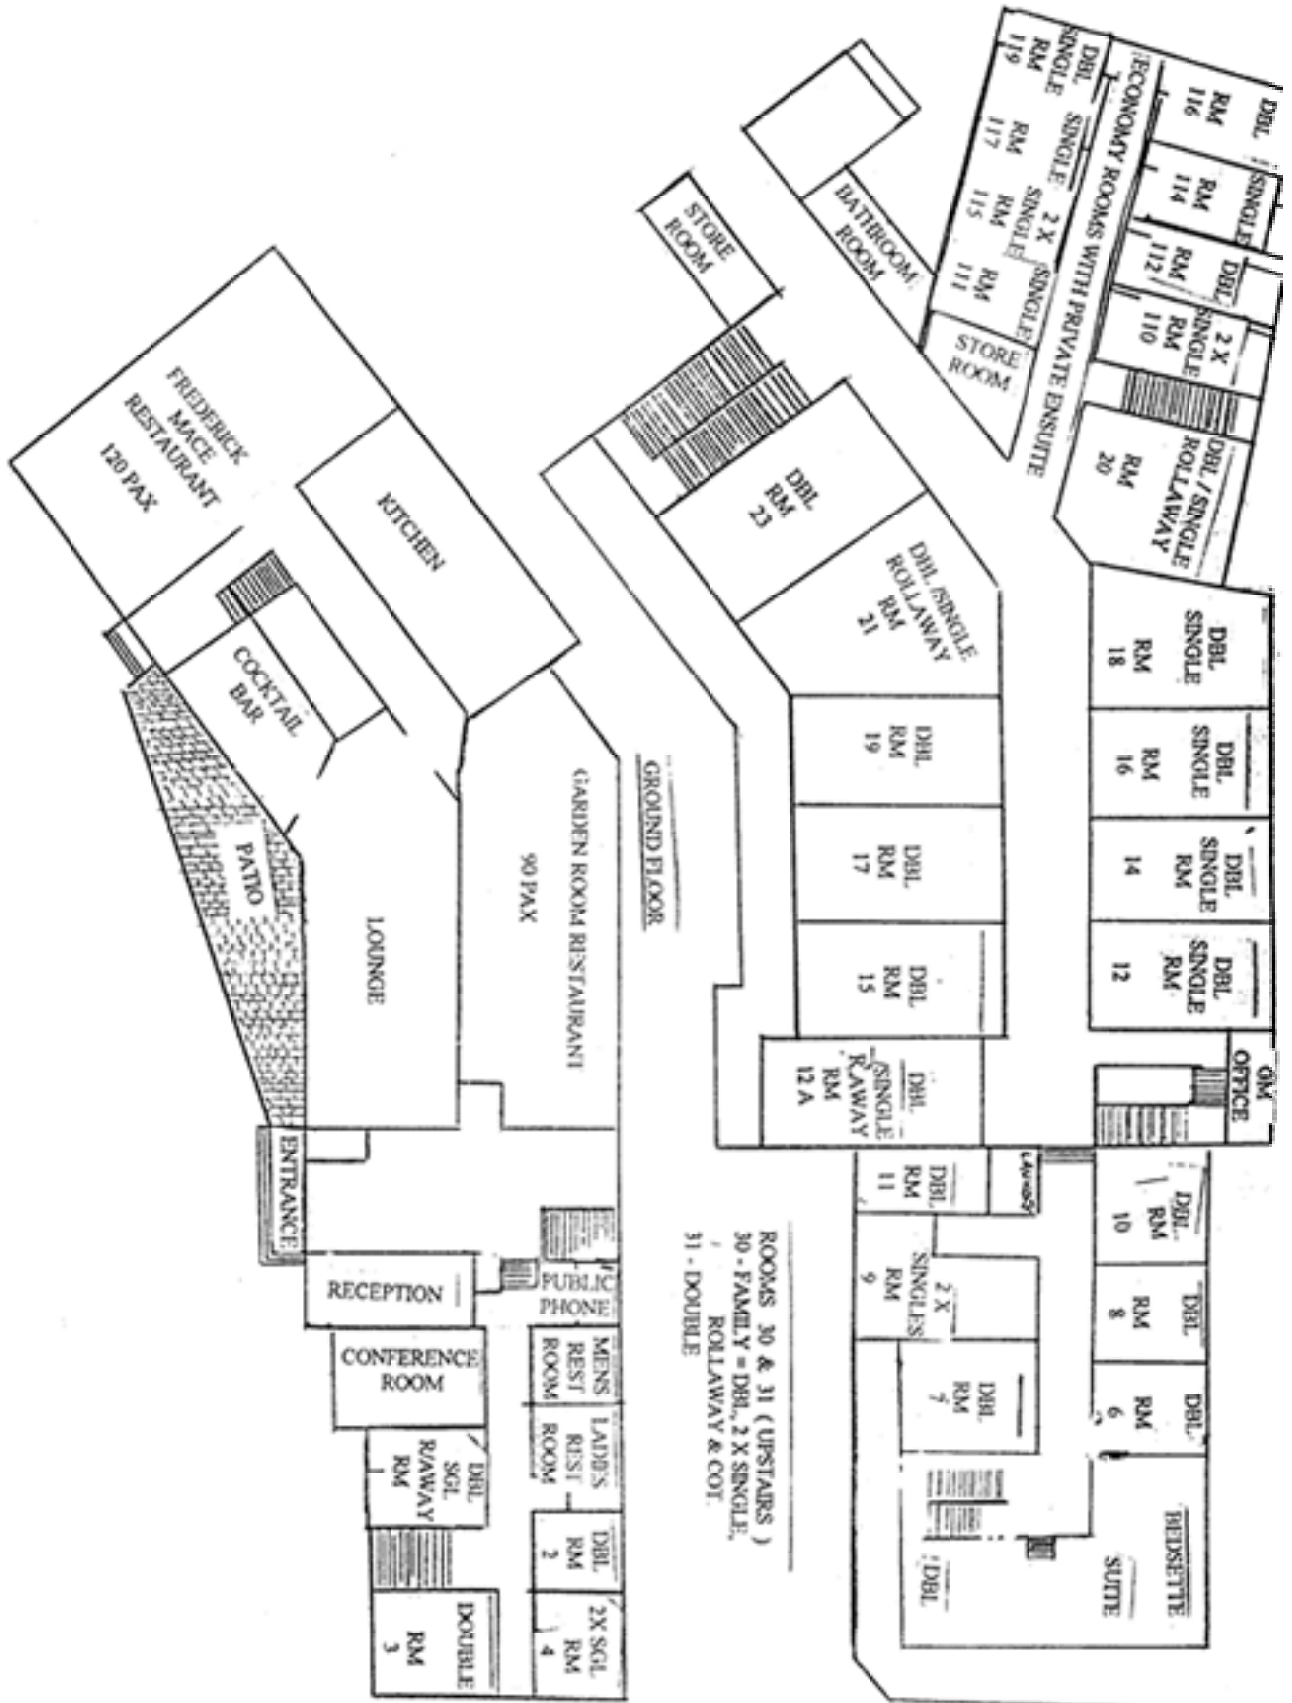 DBL
SINGLE
RM
119
SINGLE
RM
117
2 X
SINGLE
RM
115
SINGLE
RM
111
STORE
ROOM
ECONOMY ROOMS WITH PRIVATE ENSUITE
DBL
RM
116
SINGLE
RM
114
DBL
RM
112
2 X
SINGLE
RM
110
DBL / SINGLE
ROLLAWAY
RM
20
BATHROOM
ROOM
STORE
ROOM
DBL
RM
23
DBL /SINGLE
ROLLAWAY
RM
21
DBL
RM
19
DBL
RM
17
DBL
RM
15
DBL
/SINGLE
R.AWAY
RM
12 A
DBL
SINGLE
RM
18
DBL
SINGLE
RM
16
DBL
SINGLE
RM
14
DBL
SINGLE
RM
12
GM
OFFICE
DBL
RM
11
2 X
SINGLES
RM
9
DBL
RM
7
DBL
RM
10
DBL
RM
8
DBL
RM
6
BEDSETTE
SUITE
DBL
ROOMS 30 & 31 ( UPSTAIRS )
30 - FAMILY = DBL, 2 X SINGLE,
ROLLAWAY & COT.
31 - DOUBLE
GROUND FLOOR
FREDERICK
MACE
RESTAURANT
120 PAX
KITCHEN
COCKTAIL
BAR
PATIO
LOUNGE
GARDEN ROOM RESTAURANT
90 PAX
ENTRANCE
RECEPTION
PUBLIC
PHONE
CONFERENCE
ROOM
MENS
REST
ROOM
LADIES
REST
ROOM
DBL
SGL
R/AWAY
RM
DBL
RM
2
DOUBLE
RM
3
2X SGL
RM
4